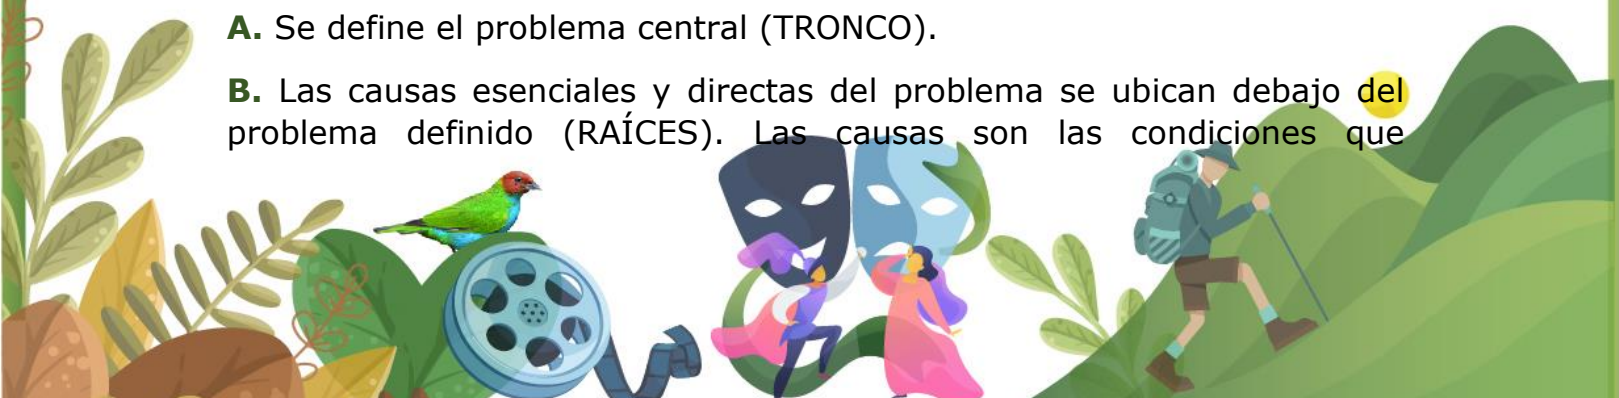 A. Se define el problema central (TRONCO).
B. Las causas esenciales y directas del problema se ubican debajo del
problema definido (RAÍCES). Las causas son las condiciones que